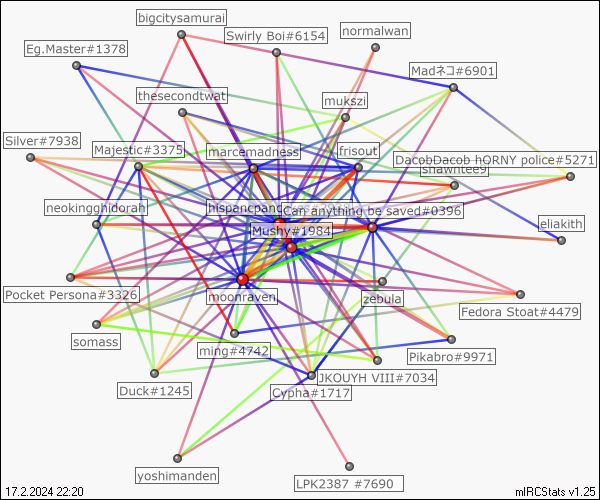 bigcitysamurai
Swirly Boi#6154
normalwan
Eg.Master#1378
Madネコ#6901
thesecondtwat
mukszi
Silver#7938
Majestic#3375
marcemadness
frisout
DacobDacob hORNY police#5271
shawntee9
neokingghidorah
hispancpan
Can anything be saved#0396
Mushy#1984
eliakith
Pocket Persona#3326
moonraven
zebula
Fedora Stoat#4479
somass
ming#4742
Pikabro#9971
JKOUYH VIII#7034
Duck#1245
Cypha#1717
yoshimanden
LPK2387 #7690
17.2.2024 22:20
mIRCStats v1.25